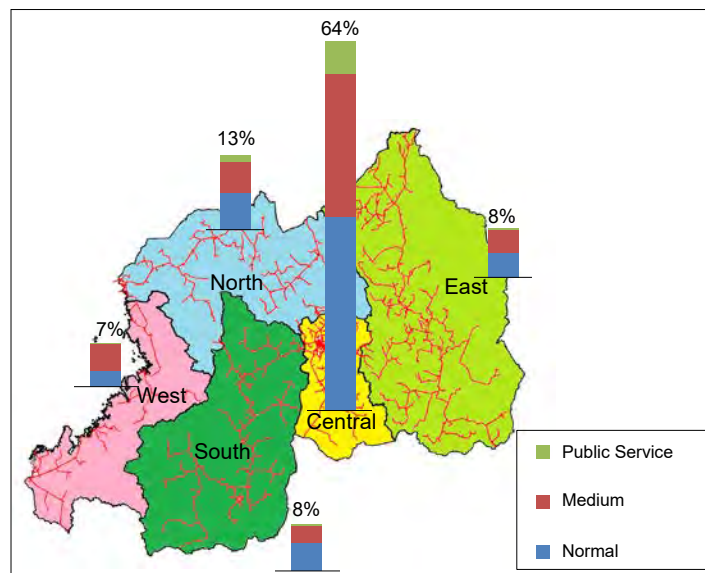 64%
13%
8%
North
East
7%
West
Central
South
8%
Public Service
Medium
Normal